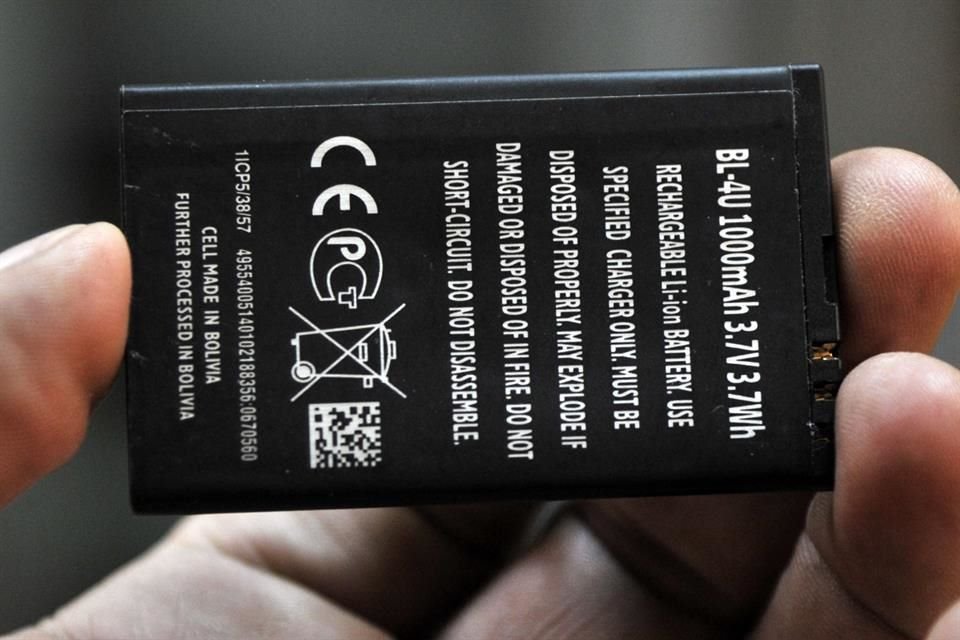 BL-4U 1000mAh 3.7V 3.7Wh
RECHARGEABLE Li-ion BATTERY. USE
SPECIFIED CHARGER ONLY. MUST BE
DISPOSED OF PROPERLY. MAY EXPLODE IF
DAMAGED OR DISPOSED OF IN FIRE. DO NOT
SHORT-CIRCUIT. DO NOT DISASSEMBLE.
CE PCT
1ICP5/38/57 49554005140102188356:0670560
CELL MADE IN BOLIVIA
FURTHER PROCESSED IN BOLIVIA